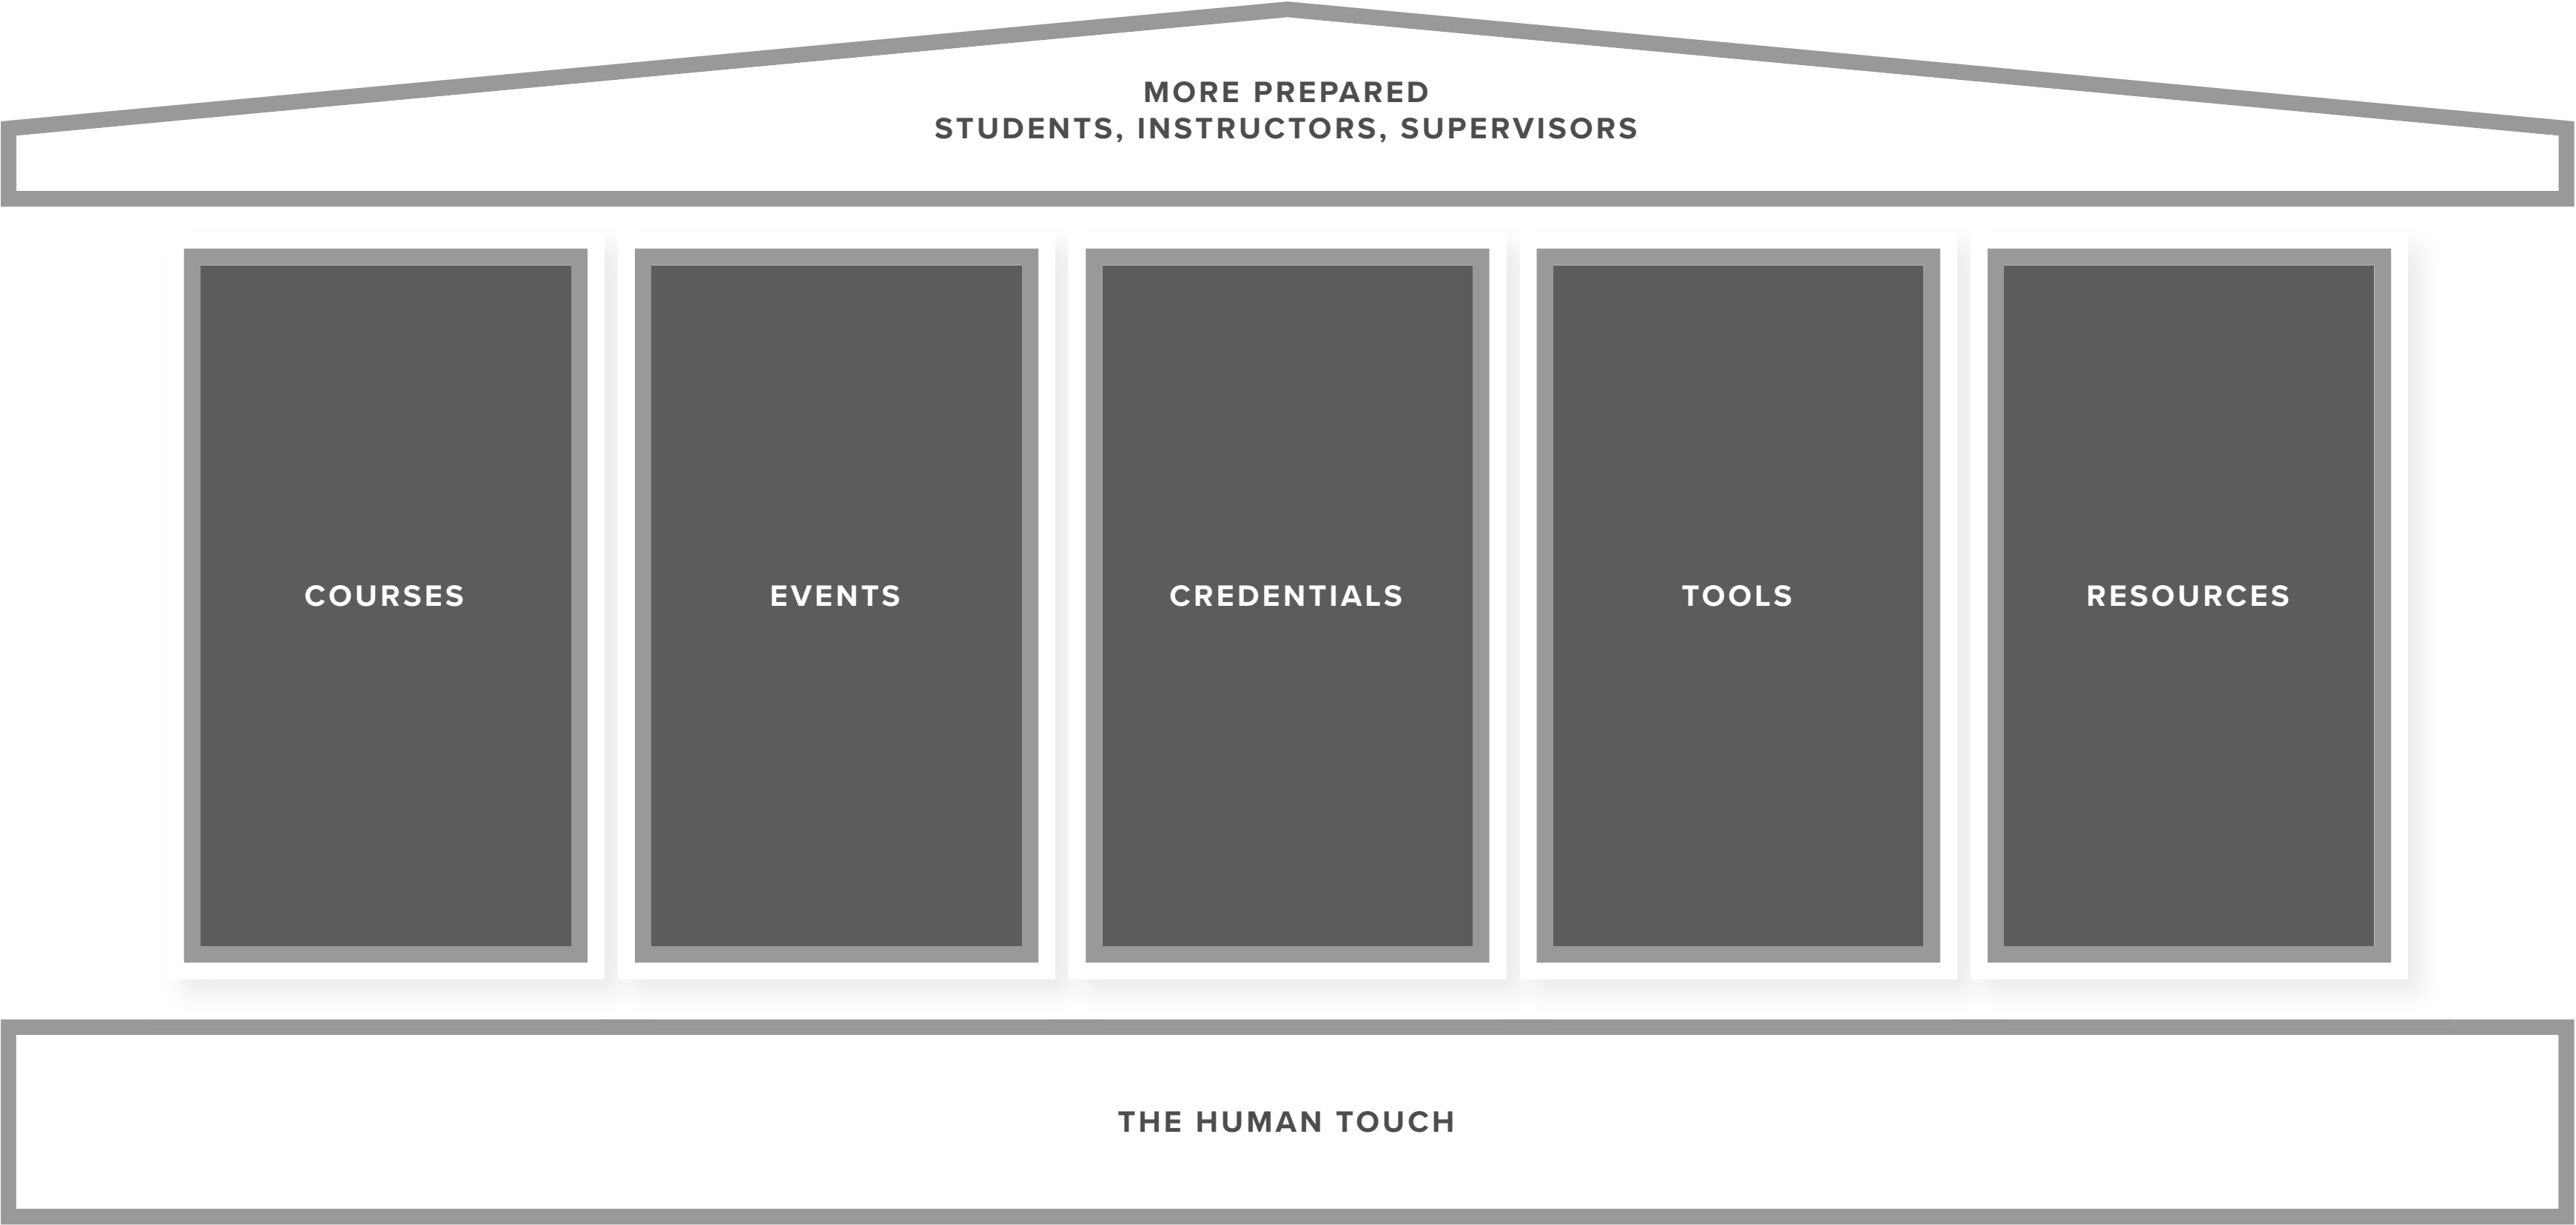 MORE PREPARED
STUDENTS, INSTRUCTORS, SUPERVISORS
COURSES
EVENTS
CREDENTIALS
TOOLS
RESOURCES
THE HUMAN TOUCH